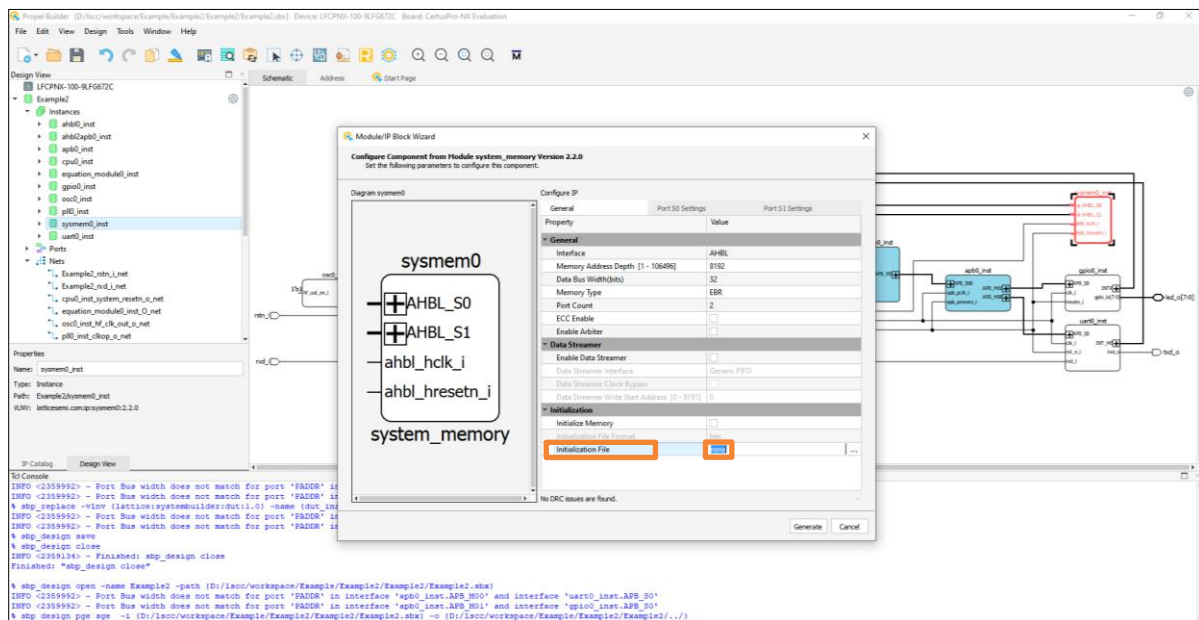 Propel Builder [D:/lscc/workspace/Example/Example2/Example2/Example2.sbx] Device: LFCPNX-100-9LFG672C Board: CertusPro-NX Evaluation
File Edit View Design Tools Window Help
Design View
Schematic Address Start Page
LFCPNX-100-9LFG672C
Example2
Instances
ahbl0_inst
ahbl2apb0_inst
apb0_inst
cpu0_inst
equation_module0_inst
gpio0_inst
osc0_inst
pll0_inst
sysmem0_inst
uart0_inst
Ports
Nets
Example2_rstn_i_net
Example2_rxd_i_net
cpu0_inst_system_resetn_o_net
equation_module0_inst_O_net
osc0_inst_hf_clk_out_o_net
pll0_inst_clkop_o_net
Properties
Name: sysmem0_inst
Type: Instance
Path: Example2/sysmem0_inst
VLNV: latticesemi.com:ip:sysmem0:2.2.0
IP Catalog Design View
Module/IP Block Wizard
Configure Component from Module system_memory Version 2.2.0
Set the following parameters to configure this component.
Diagram sysmem0
sysmem0
AHBL_S0
AHBL_S1
ahbl_hclk_i
ahbl_hresetn_i
system_memory
Configure IP
General Port S0 Settings Port S1 Settings
Property Value
General
Interface AHBL
Memory Address Depth [1 - 106496] 8192
Data Bus Width(bits) 32
Memory Type EBR
Port Count 2
ECC Enable
Enable Arbiter
Data Streamer
Enable Data Streamer
Data Streamer Interface Generic FIFO
Data Streamer Clock Bypass
Data Streamer Write Start Address [0 - 8191] 0
Initialization
Initialize Memory
Initialization File Format hex
Initialization File none ...
No DRC issues are found.
Generate Cancel
rstn_i
rxd_i
sysmem0_inst
apb0_inst
gpio0_inst
uart0_inst
led_o[7:0]
txd_o
Tcl Console
INFO <2359992> - Port Bus width does not match for port 'PADDR' in
INFO <2359992> - Port Bus width does not match for port 'PADDR' in
% sbp_replace -vlnv {lattice:systembuilder:dut:1.0} -name {dut_in
INFO <2359992> - Port Bus width does not match for port 'PADDR' in
INFO <2359992> - Port Bus width does not match for port 'PADDR' in
% sbp_design save
% sbp_design close
INFO <2359134> - Finished: sbp_design close
Finished: "sbp_design close"
% sbp_design open -name Example2 -path {D:/lscc/workspace/Example/Example2/Example2/Example2.sbx}
INFO <2359992> - Port Bus width does not match for port 'PADDR' in interface 'apb0_inst.APB_M00' and interface 'uart0_inst.APB_S0'
INFO <2359992> - Port Bus width does not match for port 'PADDR' in interface 'apb0_inst.APB_M01' and interface 'gpio0_inst.APB_S0'
% sbp_design pge sge -i {D:/lscc/workspace/Example/Example2/Example2/Example2.sbx} -o {D:/lscc/workspace/Example/Example2/Example2/../}